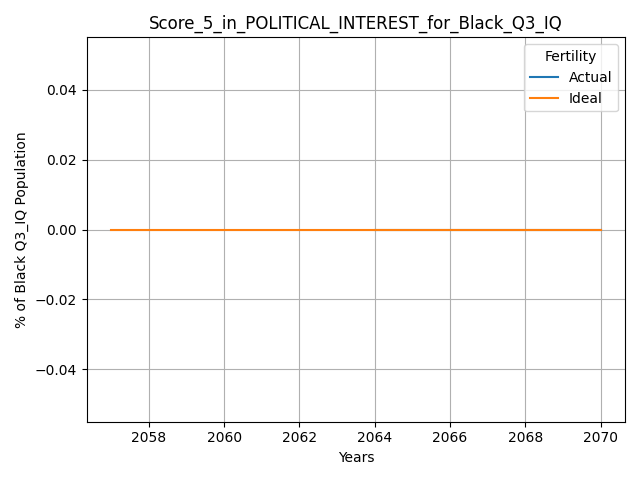 Score_5_in_POLITICAL_INTEREST_for_Black_Q3_IQ
Fertility
Actual
Ideal
% of Black Q3_IQ Population
0.04
0.02
0.00
−0.02
−0.04
2058 2060 2062 2064 2066 2068 2070
Years